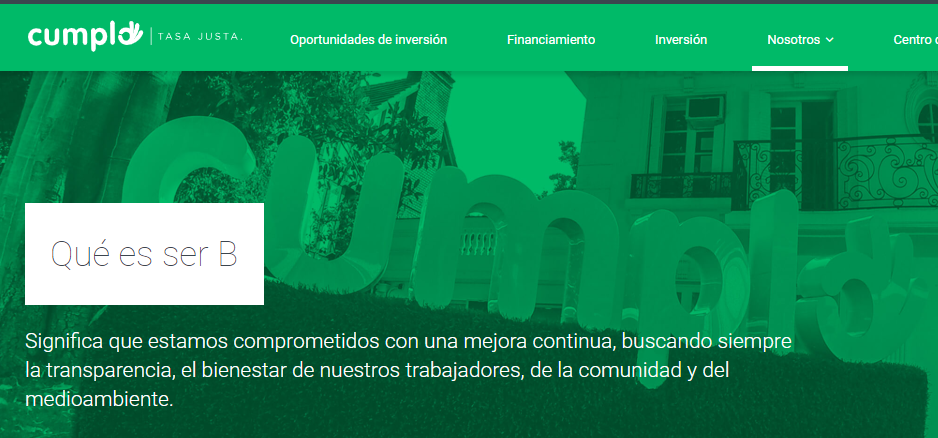 cumplo | TASA JUSTA.
Oportunidades de inversión
Financiamiento
Inversión
Nosotros
Centro
cumplo
Qué es ser B
Significa que estamos comprometidos con una mejora continua, buscando siempre
la transparencia, el bienestar de nuestros trabajadores, de la comunidad y del
medioambiente.